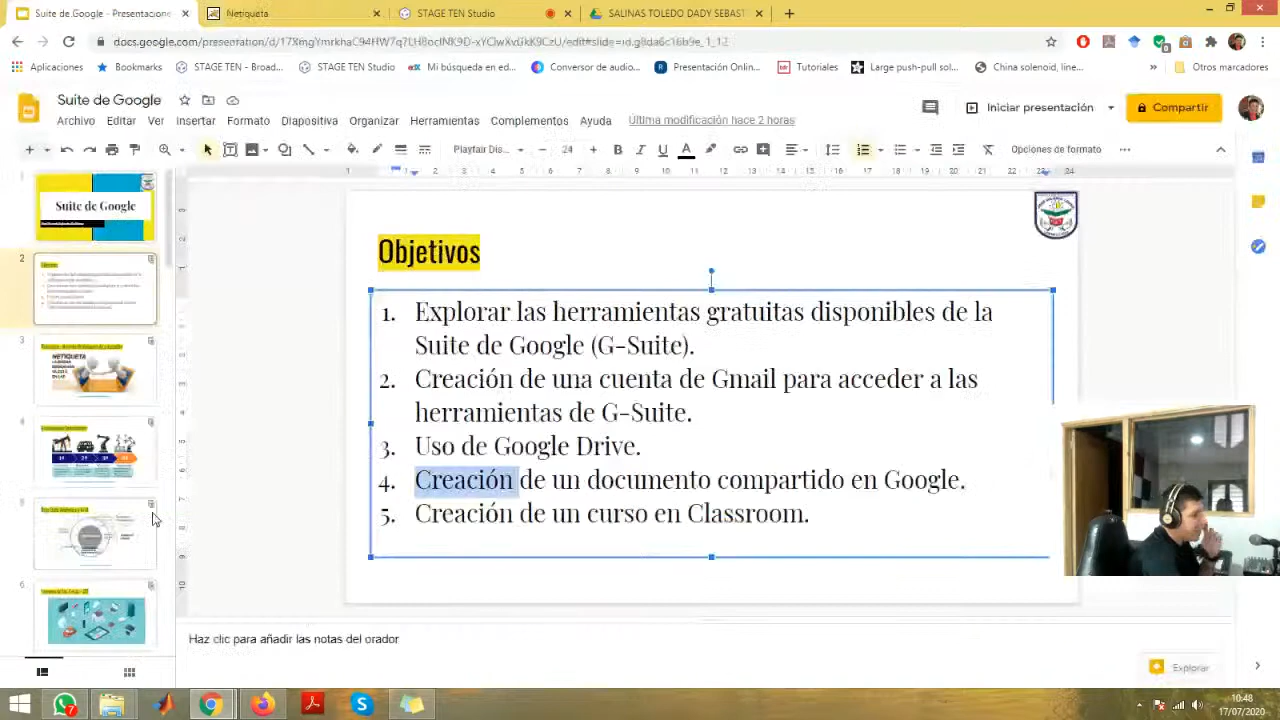 Suite de Google - Presentacione
Netiqueta
STAGE TEN Studio
SALINAS TOLEDO DADY SEBAST
Aplicaciones
Bookmarks
STAGE TEN - Broad...
STAGE TEN Studio
Mi búsqueda en ed...
Conversor de audio...
Presentación Onlin...
Tutoriales
Large push-pull sol...
China solenoid, line...
Otros marcadores
Suite de Google
Iniciar presentación
Compartir
Archivo Editar Ver Insertar Formato Diapositiva Organizar Herramientas Complementos Ayuda Última modificación hace 2 horas
Playfair Dis... 24 Opciones de formato
Suite de Google
Objetivos
1. Explorar las herramientas gratuitas disponibles de la
Suite de Google (G-Suite).
2. Creación de una cuenta de Gmail para acceder a las
herramientas de G-Suite.
3. Uso de Google Drive.
4. Creación de un documento compartido en Google.
5. Creación de un curso en Classroom.
2
3
NETIQUETA
Haz clic para añadir las notas del orador
Explorar
10:48
17/07/2020